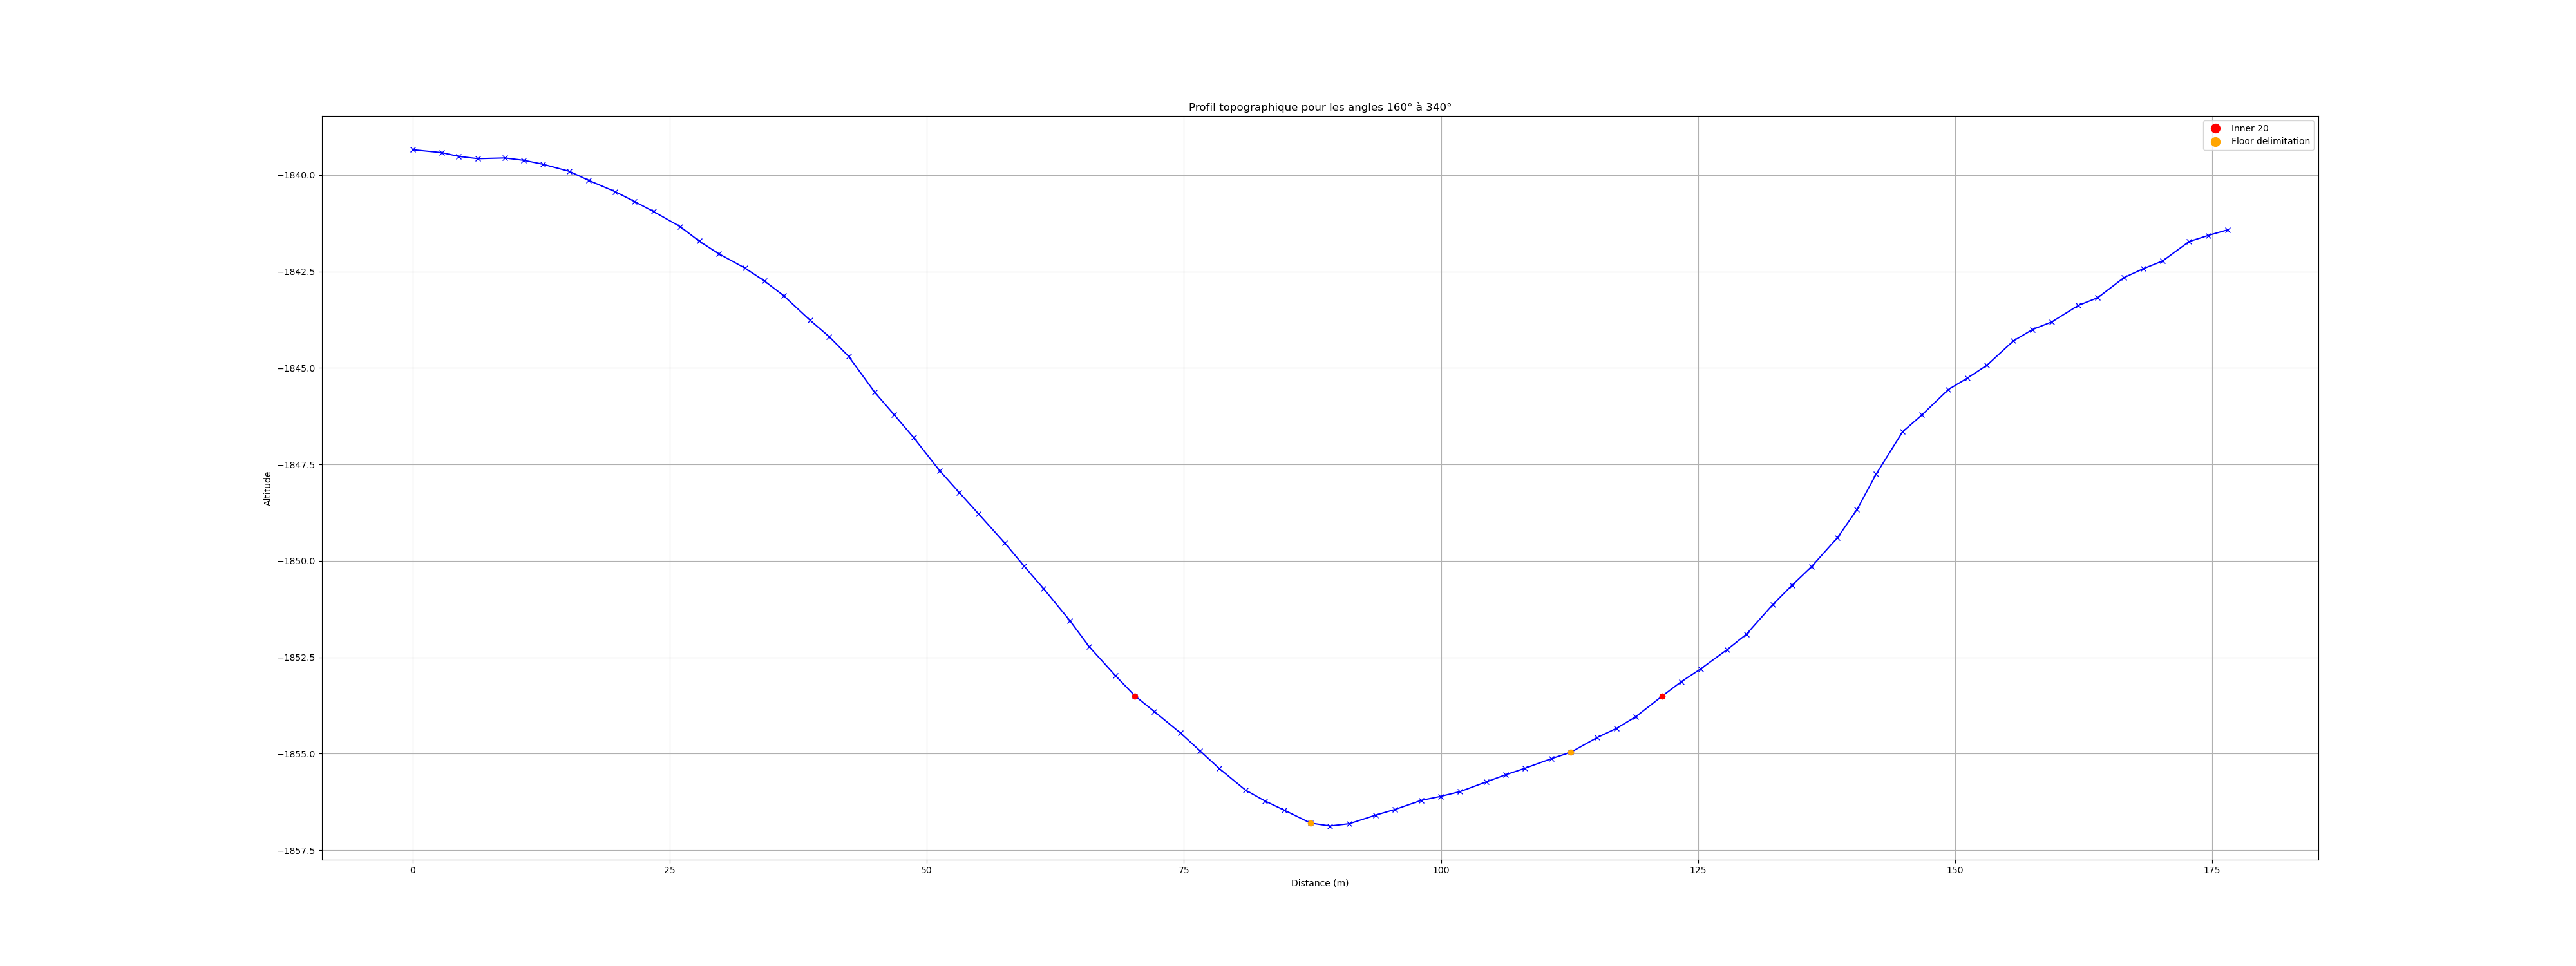 Profil topographique pour les angles 160° à 340°
Inner 20
Floor delimitation
Altitude
−1840.0
−1842.5
−1845.0
−1847.5
−1850.0
−1852.5
−1855.0
−1857.5
0 25 50 75 100 125 150 175
Distance (m)